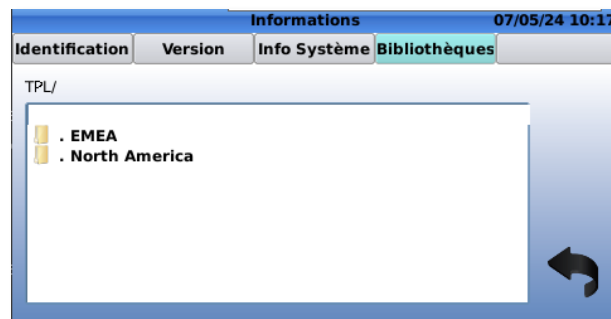 Informations 07/05/24 10:17
Identification Version Info Système Bibliothèques
TPL/
. EMEA
. North America